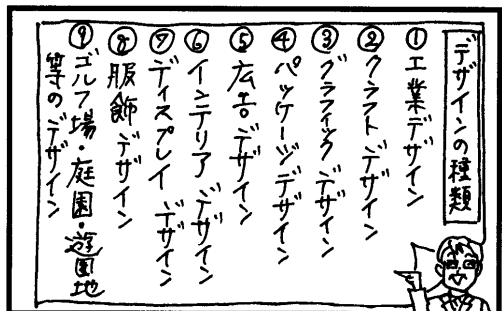 デザインの種類
①工業デザイン
②クラフトデザイン
③グラフィックデザイン
④パッケージデザイン
⑤広告デザイン
⑥インテリアデザイン
⑦ディスプレイデザイン
⑧服飾デザイン
⑨ゴルフ場・庭園・遊園地
等のデザイン